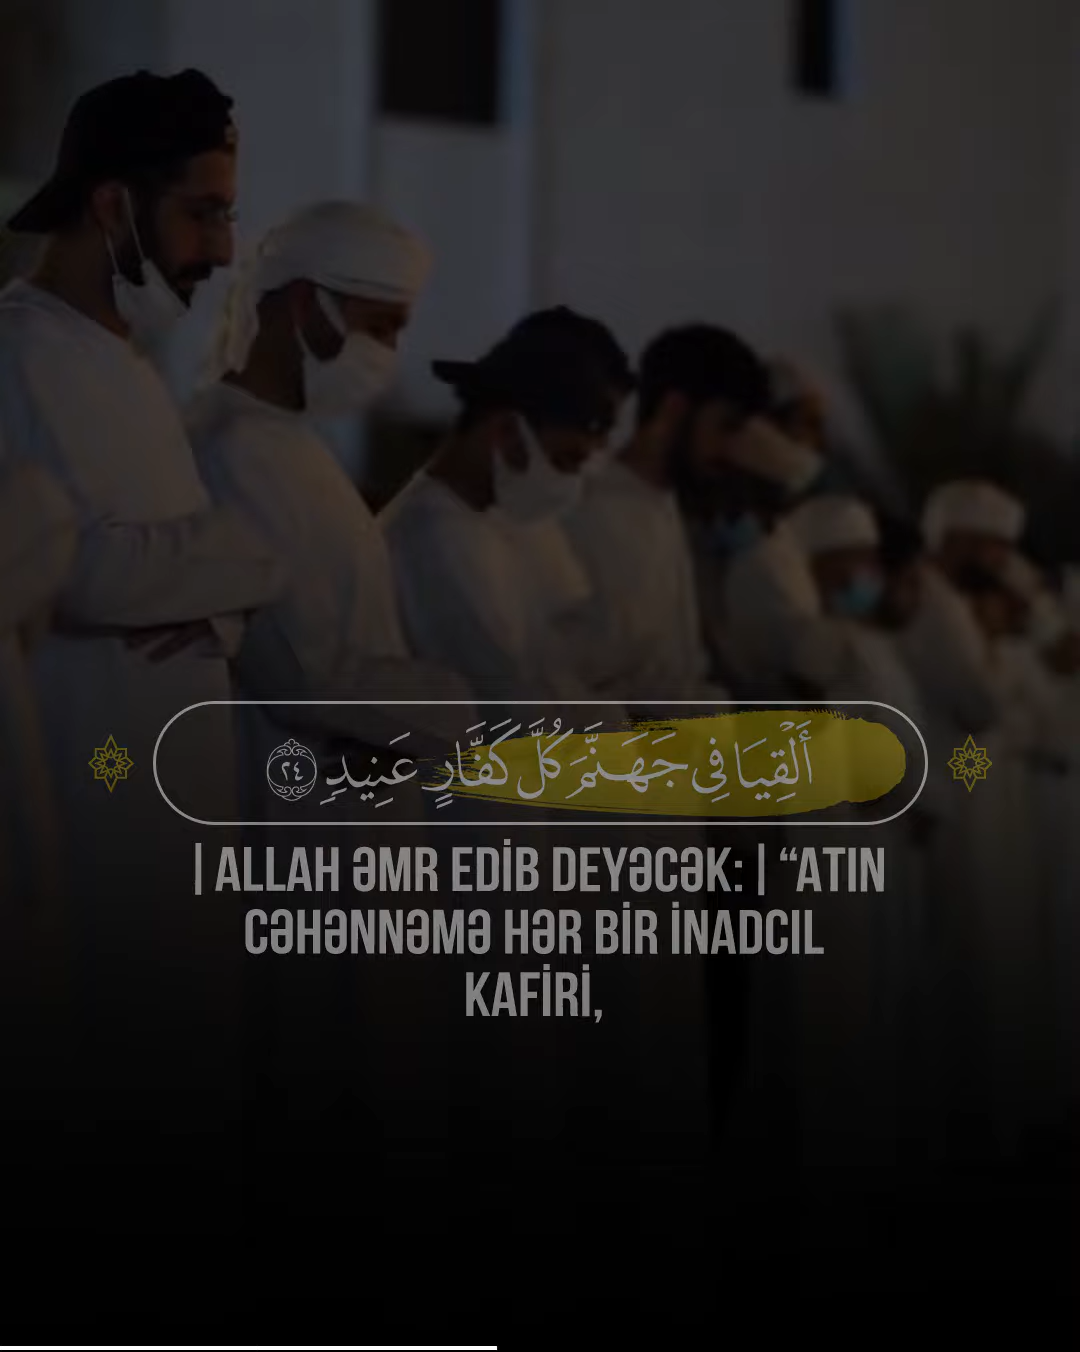 أَلْقِيَا فِي جَهَنَّمَ كُلَّ كَفَّارٍ عَنِيدٍ ٢٤
| ALLAH ƏMR EDİB DEYƏCƏK: | “ATIN
CƏHƏNNƏMƏ HƏR BİR İNADCIL
KAFİRİ,